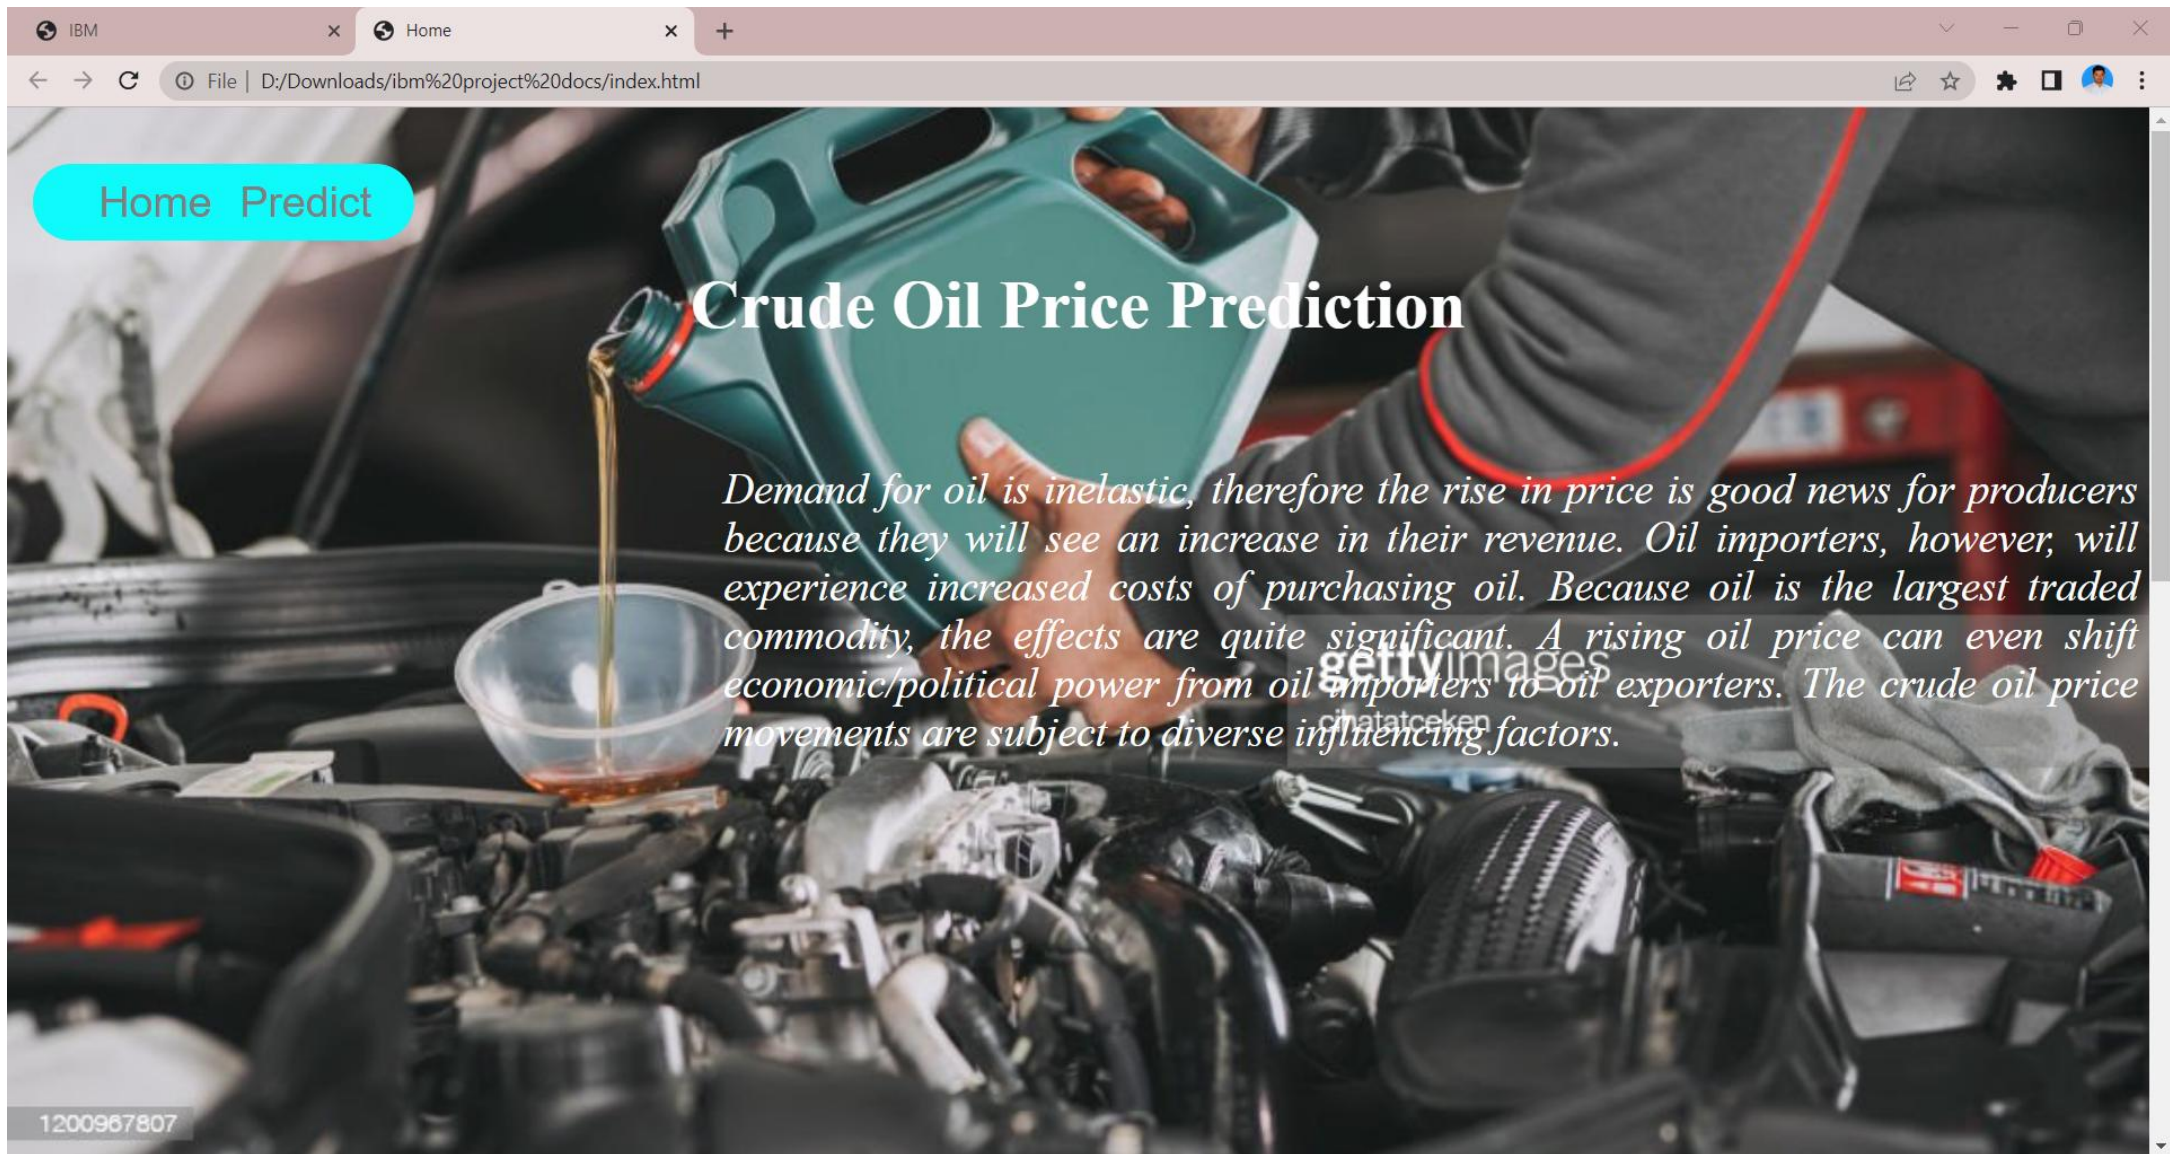 IBM
Home
File
D:/Downloads/ibm%20project%20docs/index.html
Home Predict
Crude Oil Price Prediction
Demand for oil is inelastic, therefore the rise in price is good news for producers
because they will see an increase in their revenue. Oil importers, however, will
experience increased costs of purchasing oil. Because oil is the largest traded
commodity, the effects are quite significant. A rising oil price can even shift
gettyimages
economic/political power from oil importers to oil exporters. The crude oil price
cihatatceken
movements are subject to diverse influencing factors.
1200967807